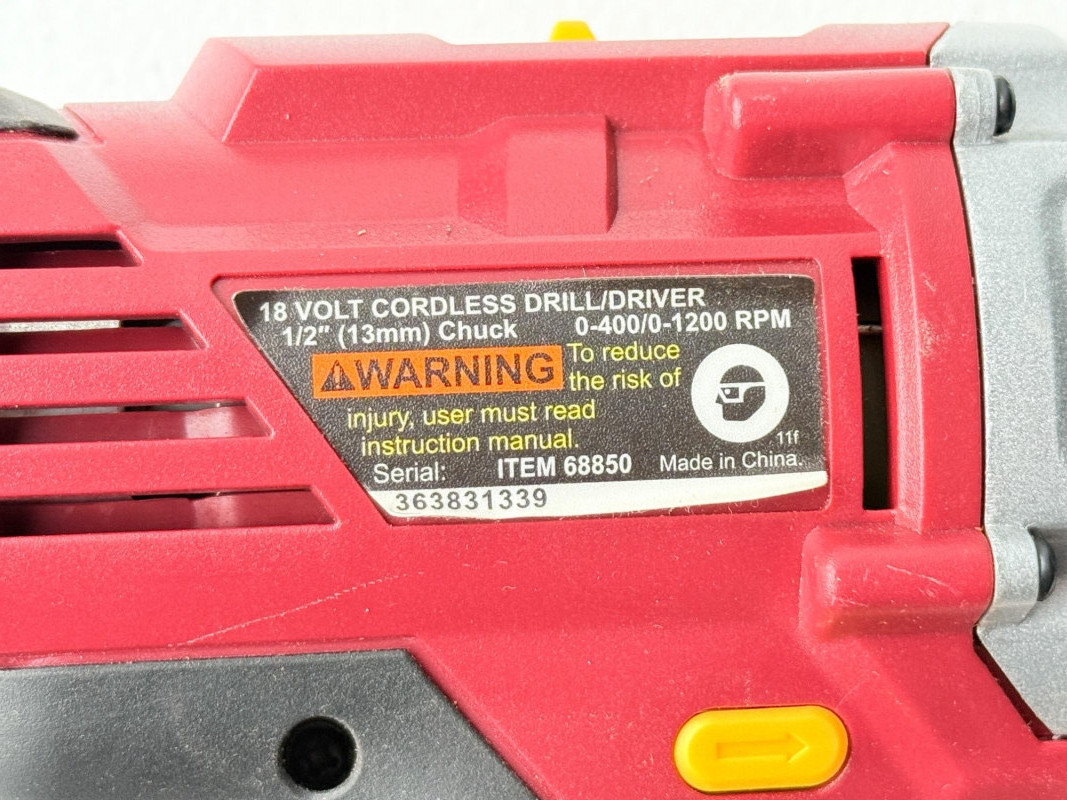 18 VOLT CORDLESS DRILL/DRIVER
1/2" (13mm) Chuck 0-400/0-1200 RPM
WARNING To reduce
the risk of
injury, user must read
instruction manual.
11f
Serial: ITEM 68850 Made in China.
363831339